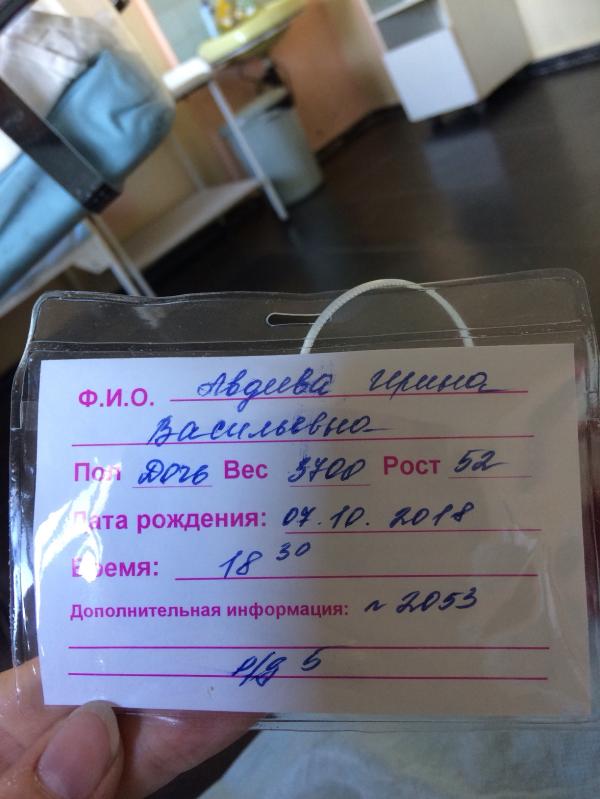 Ф.И.О. Авдеева Ирина
Васильевна
Пол Дочь Вес 3700 Рост 52
Дата рождения: 07.10.2018
Время: 18 30
Дополнительная информация: N 2053
р/д 5